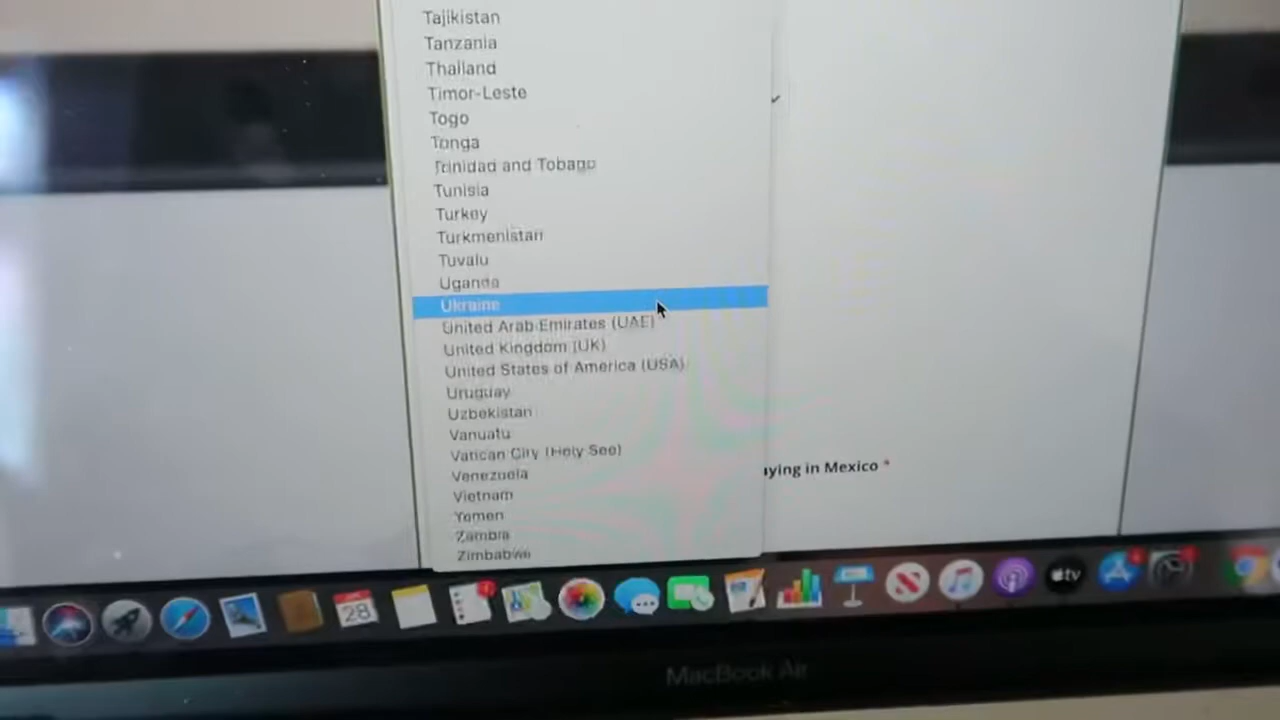 Tajikistan
Tanzania
Thailand
Timor-Leste
Togo
Tonga
Trinidad and Tobago
Tunisia
Turkey
Turkmenistan
Tuvalu
Uganda
Ukraine
United Arab Emirates (UAE)
United Kingdom (UK)
United States of America (USA)
Uruguay
Uzbekistan
Vanuatu
Vatican City (Holy See)
Venezuela
Vietnam
Yemen
Zambia
Zimbabwe
aying in Mexico *
28
tv
MacBook Air